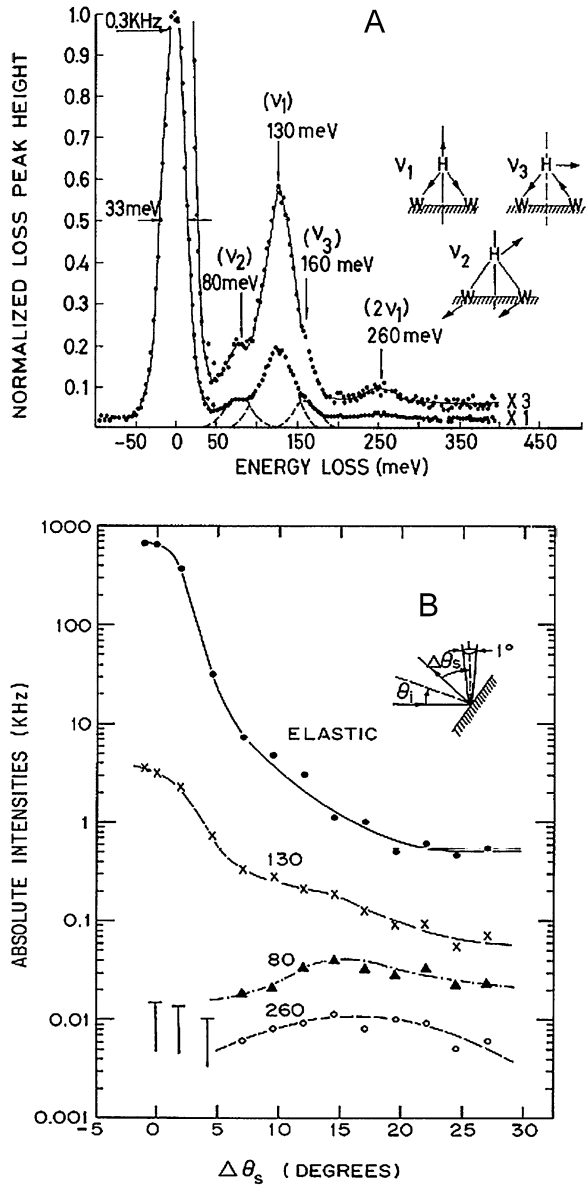 A
NORMALIZED LOSS PEAK HEIGHT
1.0
0.9
0.8
0.7
0.6
0.5
0.4
0.3
0.2
0.1
0.3KHz
33meV
(ν₂)
80meV
(ν₁)
130 meV
(ν₃)
160 meV
(2ν₁)
260 meV
X3
X1
ν₁
H
W W
ν₃
H
W W
ν₂
H
W W
-50 0 50 100 150 200 250 300 350 400 450
ENERGY LOSS (meV)
B
ABSOLUTE INTENSITIES (KHz)
1000
100
10
1
0.1
0.01
0.001
Δθs
1°
θi
ELASTIC
130
80
260
-5 0 5 10 15 20 25 30
Δθs (DEGREES)